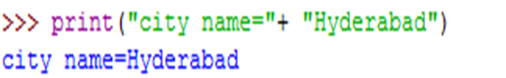 >>> print("city name="+ "Hyderabad")
city name=Hyderabad